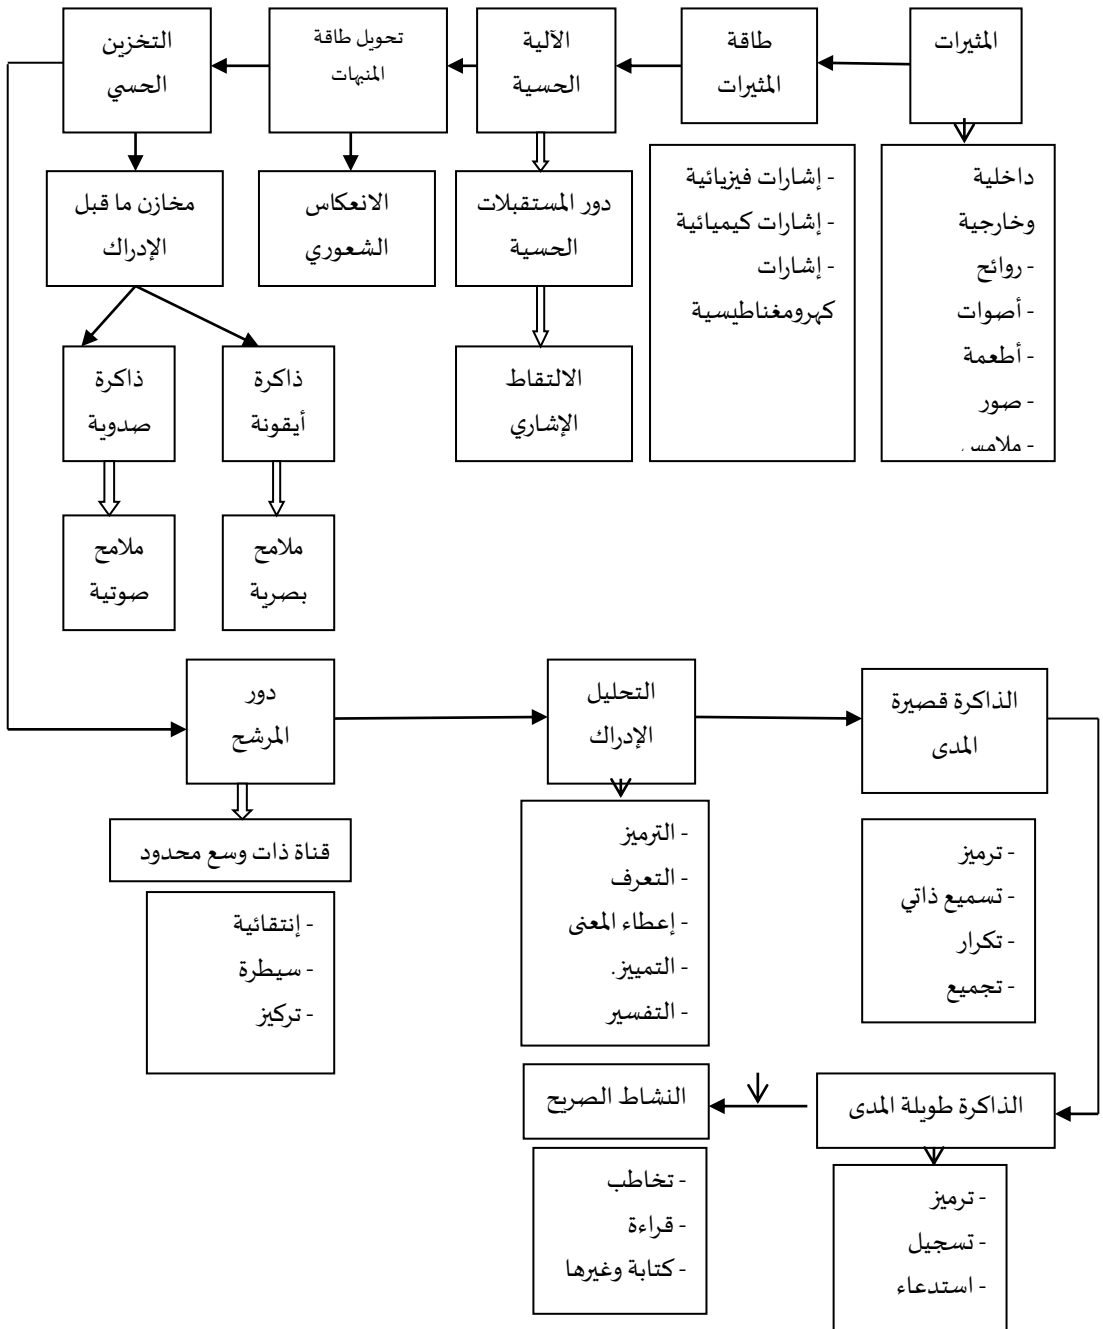 المثيرات
طاقة
المثيرات
الآلية
الحسية
تحويل طاقة
المنبهات
التخزين
الحسي
داخلية
وخارجية
- روائح
- أصوات
- أطعمة
- صور
- ملامس
- إشارات فيزيائية
- إشارات كيميائية
- إشارات
كهرومغناطيسية
دور المستقبلات
الحسية
الالتقاط
الإشاري
الانعكاس
الشعوري
مخازن ما قبل
الإدراك
ذاكرة
أيقونة
ذاكرة
صدوية
ملامح
بصرية
ملامح
صوتية
دور
المرشح
قناة ذات وسع محدود
- إنتقائية
- سيطرة
- تركيز
التحليل
الإدراك
- الترميز
- التعرف
- إعطاء المعنى
- التمييز.
- التفسير
الذاكرة قصيرة
المدى
- ترميز
- تسميع ذاتي
- تكرار
- تجميع
الذاكرة طويلة المدى
- ترميز
- تسجيل
- استدعاء
النشاط الصريح
- تخاطب
- قراءة
- كتابة وغيرها